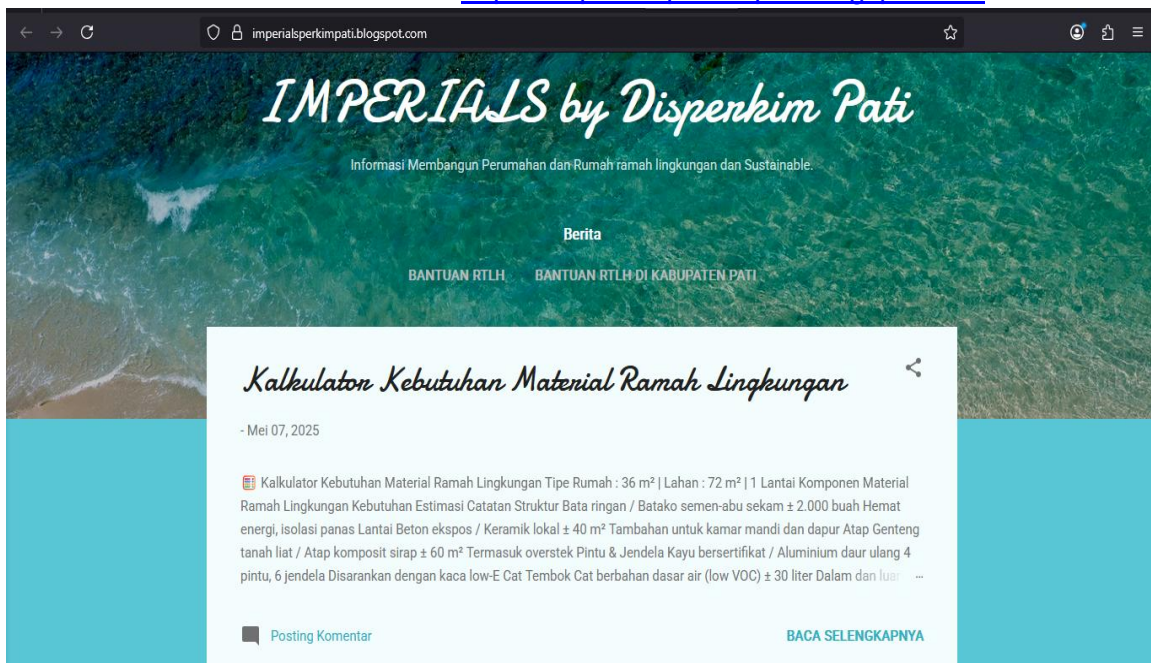 imperialsperkimpati.blogspot.com
IMPERIALS by Disperkim Pati
Informasi Membangun Perumahan dan Rumah ramah lingkungan dan Sustainable.
Berita
BANTUAN RTLH BANTUAN RTLH DI KABUPATEN PATI
Kalkulator Kebutuhan Material Ramah Lingkungan
- Mei 07, 2025
🧮 Kalkulator Kebutuhan Material Ramah Lingkungan Tipe Rumah : 36 m² | Lahan : 72 m² | 1 Lantai Komponen Material
Ramah Lingkungan Kebutuhan Estimasi Catatan Struktur Bata ringan / Batako semen-abu sekam ± 2.000 buah Hemat
energi, isolasi panas Lantai Beton ekspos / Keramik lokal ± 40 m² Tambahan untuk kamar mandi dan dapur Atap Genteng
tanah liat / Atap komposit sirap ± 60 m² Termasuk overstek Pintu & Jendela Kayu bersertifikat / Aluminium daur ulang 4
pintu, 6 jendela Disarankan dengan kaca low-E Cat Tembok Cat berbahan dasar air (low VOC) ± 30 liter Dalam dan luar ...
Posting Komentar BACA SELENGKAPNYA